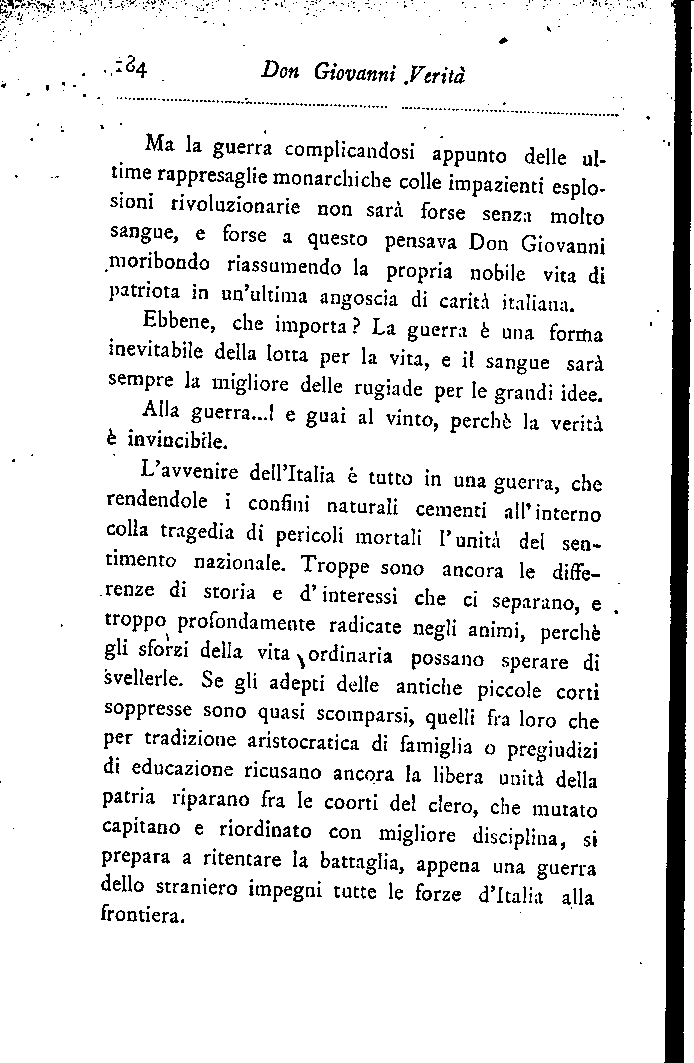 184 Don Giovanni Verità
Ma la guerra complicandosi appunto delle ul-
time rappresaglie monarchiche colle impazienti esplo-
sioni rivoluzionarie non sarà forse senza molto
sangue, e forse a questo pensava Don Giovanni
moribondo riassumendo la propria nobile vita di
patriota in un'ultima angoscia di carità italiana.
Ebbene, che importa? La guerra è una forma
inevitabile della lotta per la vita, e il sangue sarà
sempre la migliore delle rugiade per le grandi idee.
Alla guerra...! e guai al vinto, perchè la verità
è invincibile.
L'avvenire dell'Italia è tutto in una guerra, che
rendendole i confini naturali cementi all'interno
colla tragedia di pericoli mortali l'unità del sen-
timento nazionale. Troppe sono ancora le diffe-
renze di storia e d'interessi che ci separano, e
troppo profondamente radicate negli animi, perchè
gli sforzi della vita ordinaria possano sperare di
svellerle. Se gli adepti delle antiche piccole corti
soppresse sono quasi scomparsi, quelli fra loro che
per tradizione aristocratica di famiglia o pregiudizi
di educazione ricusano ancora la libera unità della
patria riparano fra le coorti del clero, che mutato
capitano e riordinato con migliore disciplina, si
prepara a ritentare la battaglia, appena una guerra
dello straniero impegni tutte le forze d'Italia alla
frontiera.